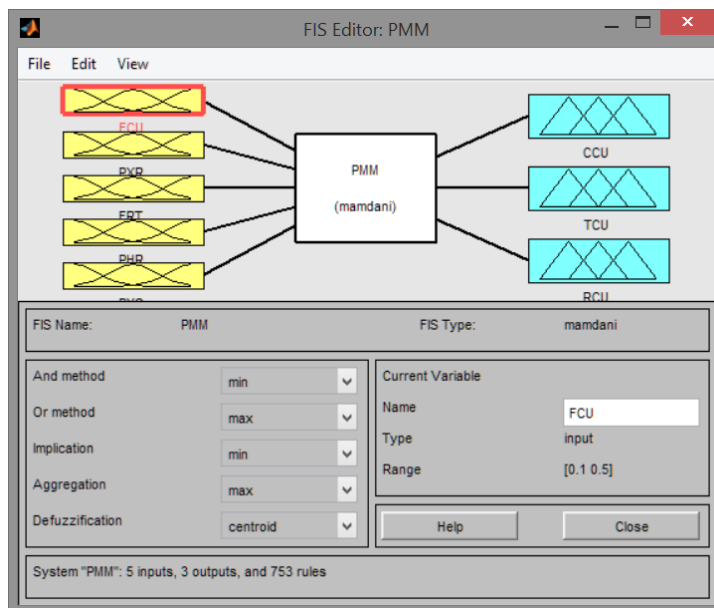 FIS Editor: PMM
File Edit View
FCU
PXR
PMM
CCU
FRT
(mamdani)
TCU
PHR
RCU
FIS Name: PMM FIS Type: mamdani
And method min
Or method max
Implication min
Aggregation max
Defuzzification centroid
Current Variable
Name FCU
Type input
Range [0.1 0.5]
Help Close
System "PMM": 5 inputs, 3 outputs, and 753 rules